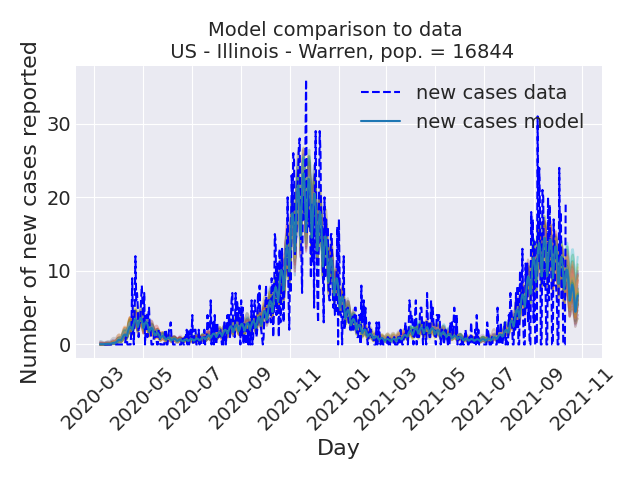 Model comparison to data
US - Illinois - Warren, pop. = 16844
new cases data
new cases model
Number of new cases reported
30
20
10
0
2020-03
2020-05
2020-07
2020-09
2020-11
2021-01
2021-03
2021-05
2021-07
2021-09
2021-11
Day